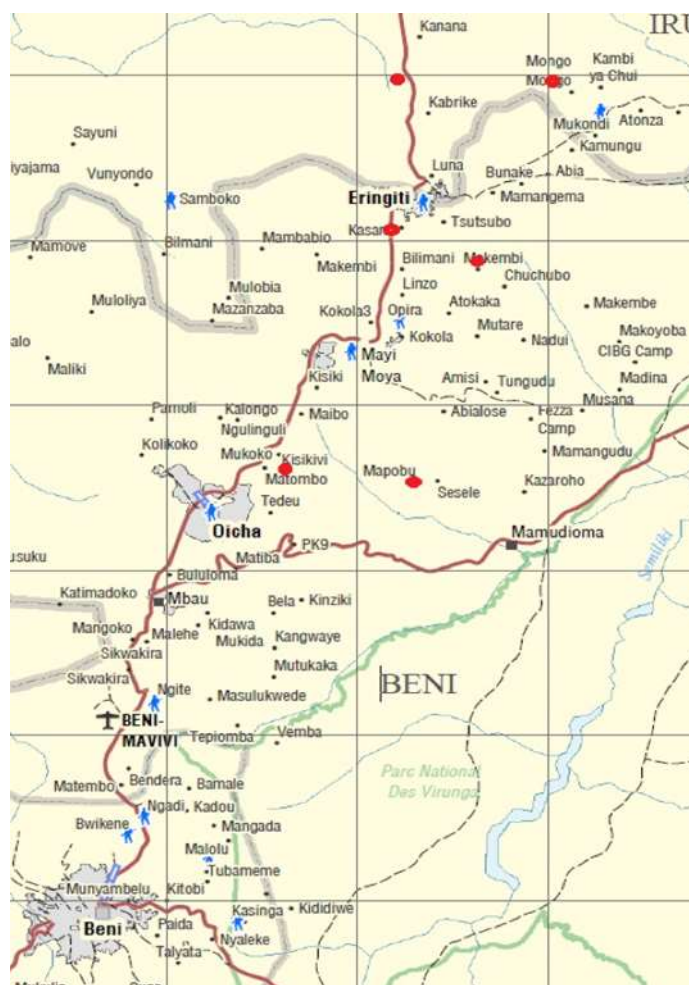 Kanana
IRU
Mongo
Mongo
Kambi
ya Chui
Kabrike
Atonza
Mukondi
Kamungu
Sayuni
iyajama
Vunyondo
Samboko
Luna
Bunake
Abia
Eringiti
Mamangema
Tsutsubo
Mamove
Bilmani
Mambabio
Makembi
Bilimani
Makembi
Chuchubo
Linzo
Mulobia
Muloliya
Mazanzaba
Kokola3
Opira
Atokaka
Makembe
Kokola
Mutare
Nadui
Makoyoba
CIBG Camp
alo
Maliki
Mayi
Moya
Kisiki
Amisi
Tungudu
Madina
Musana
Kalongo
Ngulinguli
Maibo
Abialose
Fezza
Camp
Kolikoko
Mukoko
Kisikivi
Matombo
Mapobu
Mamangudu
Sesele
Kazaroho
Oicha
Tedeu
Mamudioma
PK9
Matiba
usuku
Bululoma
Semiliki
Katimadoko
Mbau
Bela
Kinziki
Mangoko
Malehe
Kidawa
Mukida
Kangwaye
Sikwakira
Sikwakira
Mutukaka
Ngite
Masulukwede
BENI
BENI-
MAVIVI
Tepiomba
Vemba
Parc National
Das Virunga
Matembo
Bendera
Bamale
Ngadi
Kadou
Bwikene
Mangada
Malolu
Tubameme
Munyambelu
Kitobi
Kasinga
Kididiwe
Beni
Paida
Nyaleke
Talyata